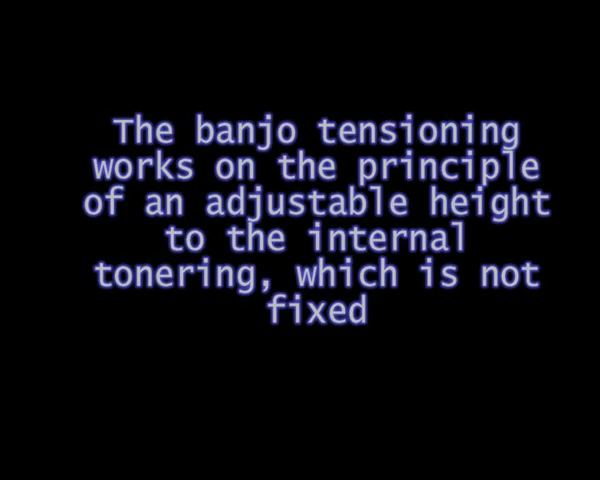 The banjo tensioning
works on the principle
of an adjustable height
to the internal
tonering, which is not
fixed